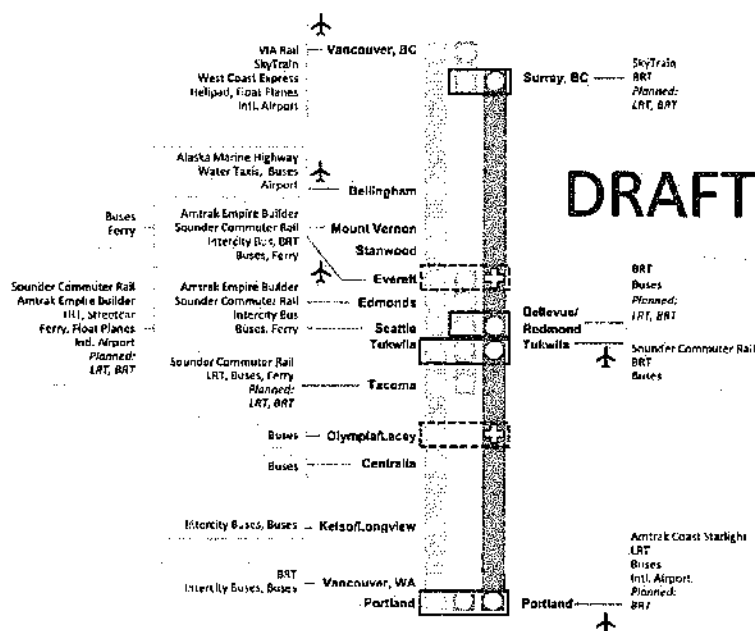 VIA Rail
SkyTrain
West Coast Express
Helipad, Float Planes
Intl. Airport
Vancouver, BC
Surray, BC
SkyTrain
BRT
Planned:
LRT, BRT
DRAFT
Alaska Marine Highway
Water Taxis, Buses
Airport
Bellingham
Buses
Ferry
Amtrak Empire Builder
Sounder Commuter Rail
Intercity Bus, BRT
Buses, Ferry
Mount Vernon
Stanwood
Everett
BRT
Buses
Planned:
LRT, BRT
Sounder Commuter Rail
Amtrak Empire Builder
LRT, Streetcar
Ferry, Float Planes
Intl. Airport
Planned:
LRT, BRT
Amtrak Empire Builder
Sounder Commuter Rail
Intercity Bus
Buses, Ferry
Edmonds
Seattle
Tukwila
Bellevue/
Redmond
Tukwila
Sounder Commuter Rail
BRT
Buses
Sounder Commuter Rail
LRT, Buses, Ferry
Planned:
LRT, BRT
Tacoma
Buses
Olympia/Lacey
Buses
Centralia
Intercity Buses, Buses
Kelso/Longview
BRT
Intercity Buses, Buses
Vancouver, WA
Portland
Portland
Amtrak Coast Starlight
LRT
Buses
Intl. Airport
Planned:
BRT